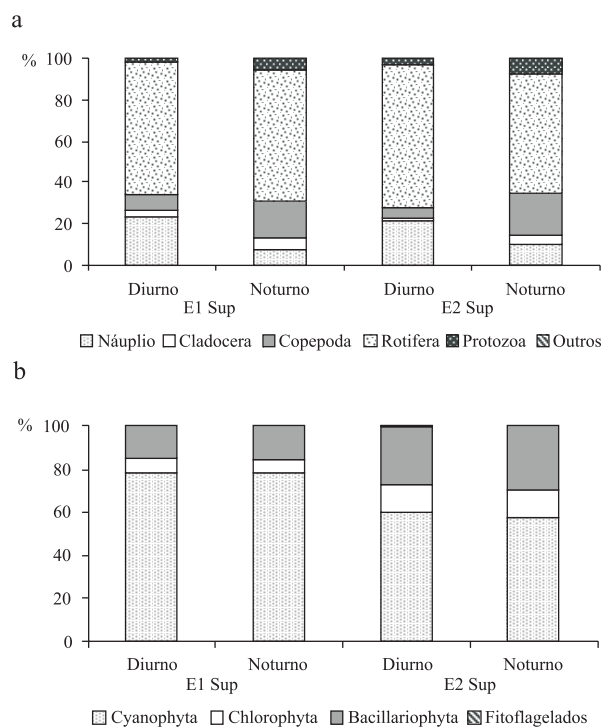 a
% 100
80
60
40
20
0
Diurno Noturno Diurno Noturno
E1 Sup E2 Sup
Náuplio Cladocera Copepoda Rotifera Protozoa Outros
b
% 100
80
60
40
20
0
Diurno Noturno Diurno Noturno
E1 Sup E2 Sup
Cyanophyta Chlorophyta Bacillariophyta Fitoflagelados